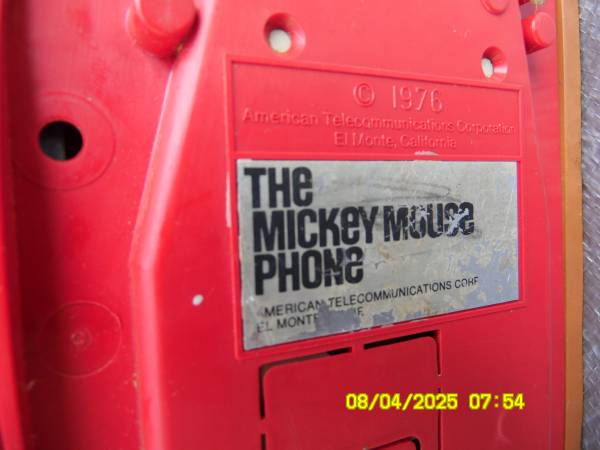 © 1976
American Telecommunications Corporation
El Monte, California
THE
MICKEY MOUSE
PHONE
MERICAN TELECOMMUNICATIONS CORP
EL MONTE
08/04/2025 07:54